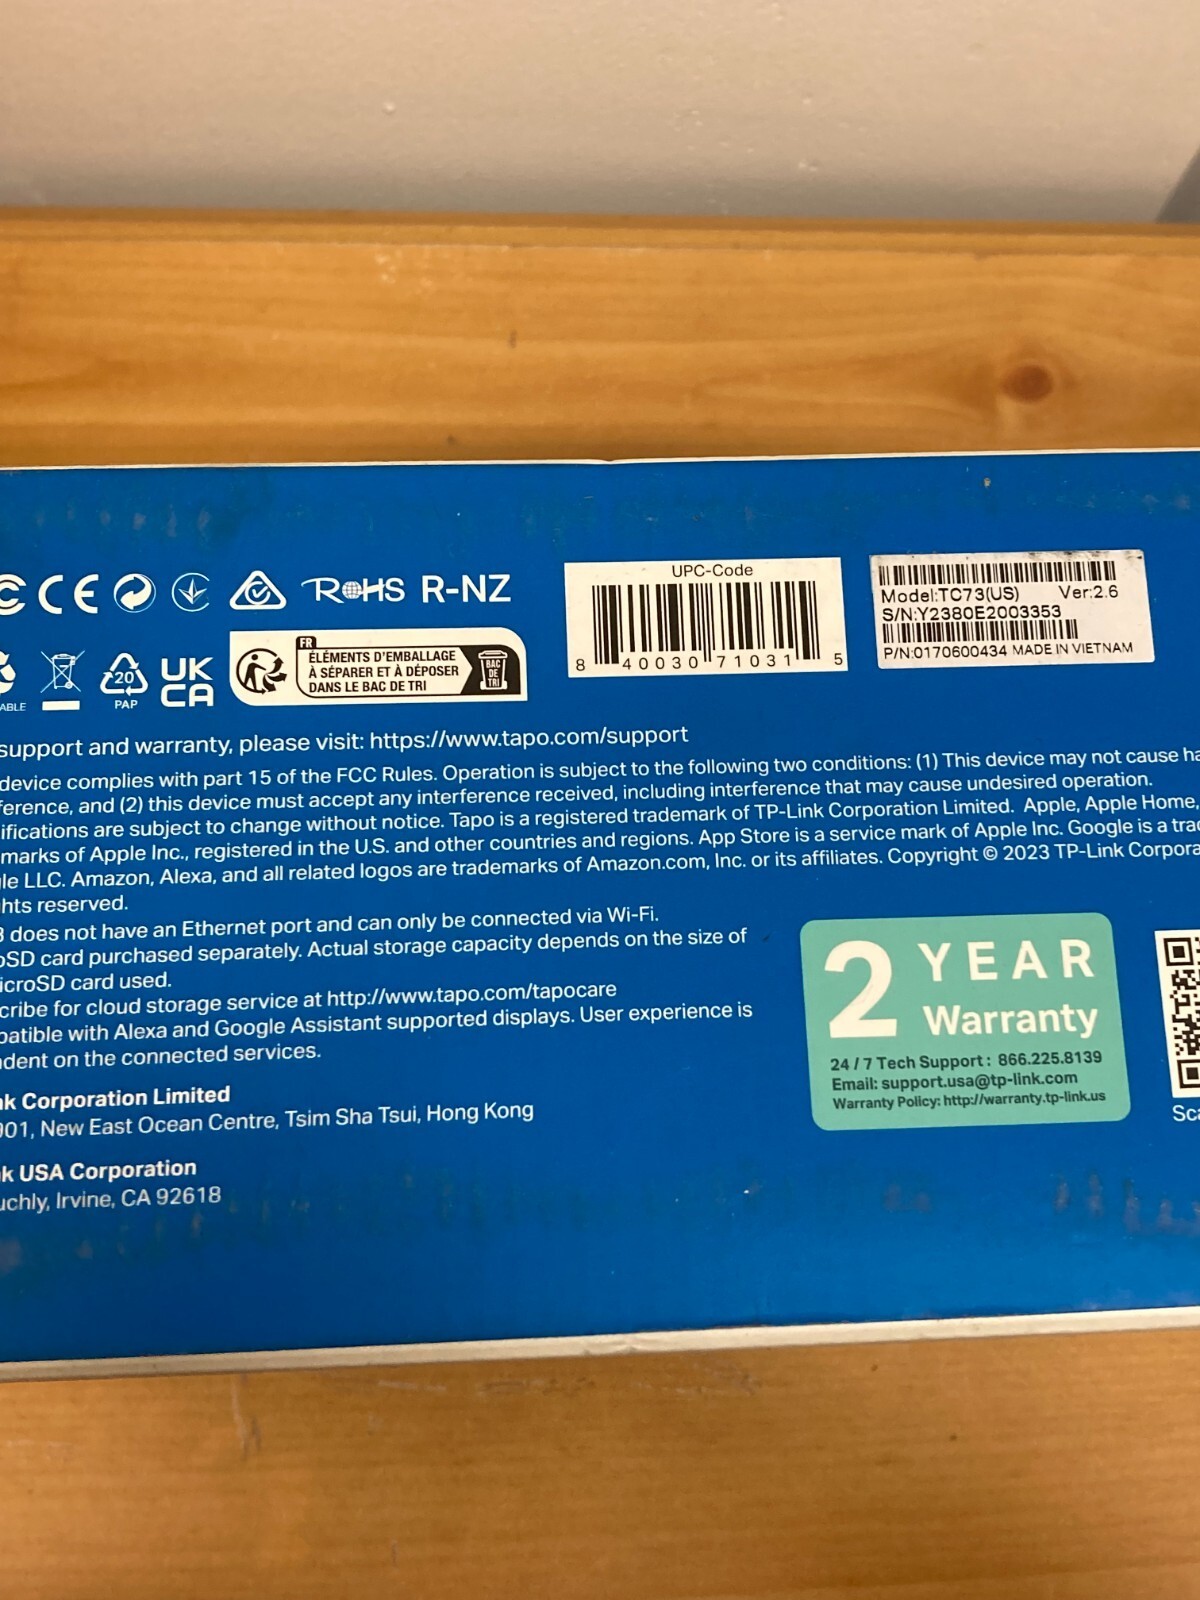 CE
RoHS
R-NZ
UPC-Code
8 40030 71031 5
Model:TC73(US) Ver:2.6
S/N:Y2380E2003353
P/N:0170600434 MADE IN VIETNAM
FR
ÉLÉMENTS D'EMBALLAGE
À SÉPARER ET À DÉPOSER
DANS LE BAC DE TRI
BAC
DE
TRI
ABLE
20
PAP
UK
CA
support and warranty, please visit: https://www.tapo.com/support
device complies with part 15 of the FCC Rules. Operation is subject to the following two conditions: (1) This device may not cause ha
ference, and (2) this device must accept any interference received, including interference that may cause undesired operation.
ifications are subject to change without notice. Tapo is a registered trademark of TP-Link Corporation Limited. Apple, Apple Home,
marks of Apple Inc., registered in the U.S. and other countries and regions. App Store is a service mark of Apple Inc. Google is a trad
le LLC. Amazon, Alexa, and all related logos are trademarks of Amazon.com, Inc. or its affiliates. Copyright © 2023 TP-Link Corpora
hts reserved.
3 does not have an Ethernet port and can only be connected via Wi-Fi.
oSD card purchased separately. Actual storage capacity depends on the size of
icroSD card used.
cribe for cloud storage service at http://www.tapo.com/tapocare
patible with Alexa and Google Assistant supported displays. User experience is
ndent on the connected services.
nk Corporation Limited
901, New East Ocean Centre, Tsim Sha Tsui, Hong Kong
nk USA Corporation
uchly, Irvine, CA 92618
2 YEAR
Warranty
24 / 7 Tech Support : 866.225.8139
Email: support.usa@tp-link.com
Warranty Policy: http://warranty.tp-link.us
Sca